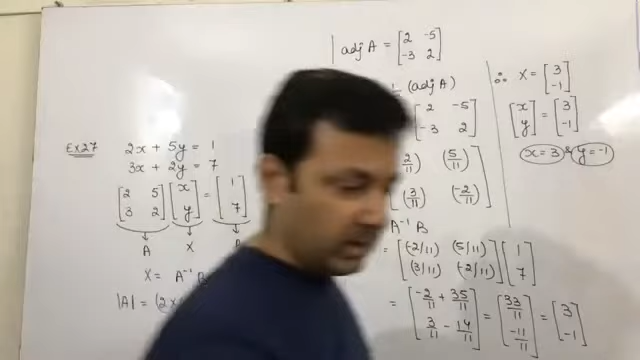 Ex 27 2x + 5y = 1
3x + 2y = 7
[2 5; 3 2] [x; y] = [1; 7]
A X
X = A⁻¹ B
|A| = (2x
adj A = [2 -5; -3 2]
(adj A)
[2 -5; -3 2]
(2/11) (5/11)
(3/11) (-2/11)
A⁻¹ B
= [(-2/11) (5/11); (3/11) (-2/11)] [1; 7]
= [-2/11 + 35/11; 3/11 - 14/11] = [33/11; -11/11] = [3; -1]
∴ X = [3; -1]
[x; y] = [3; -1]
x = 3 & y = -1